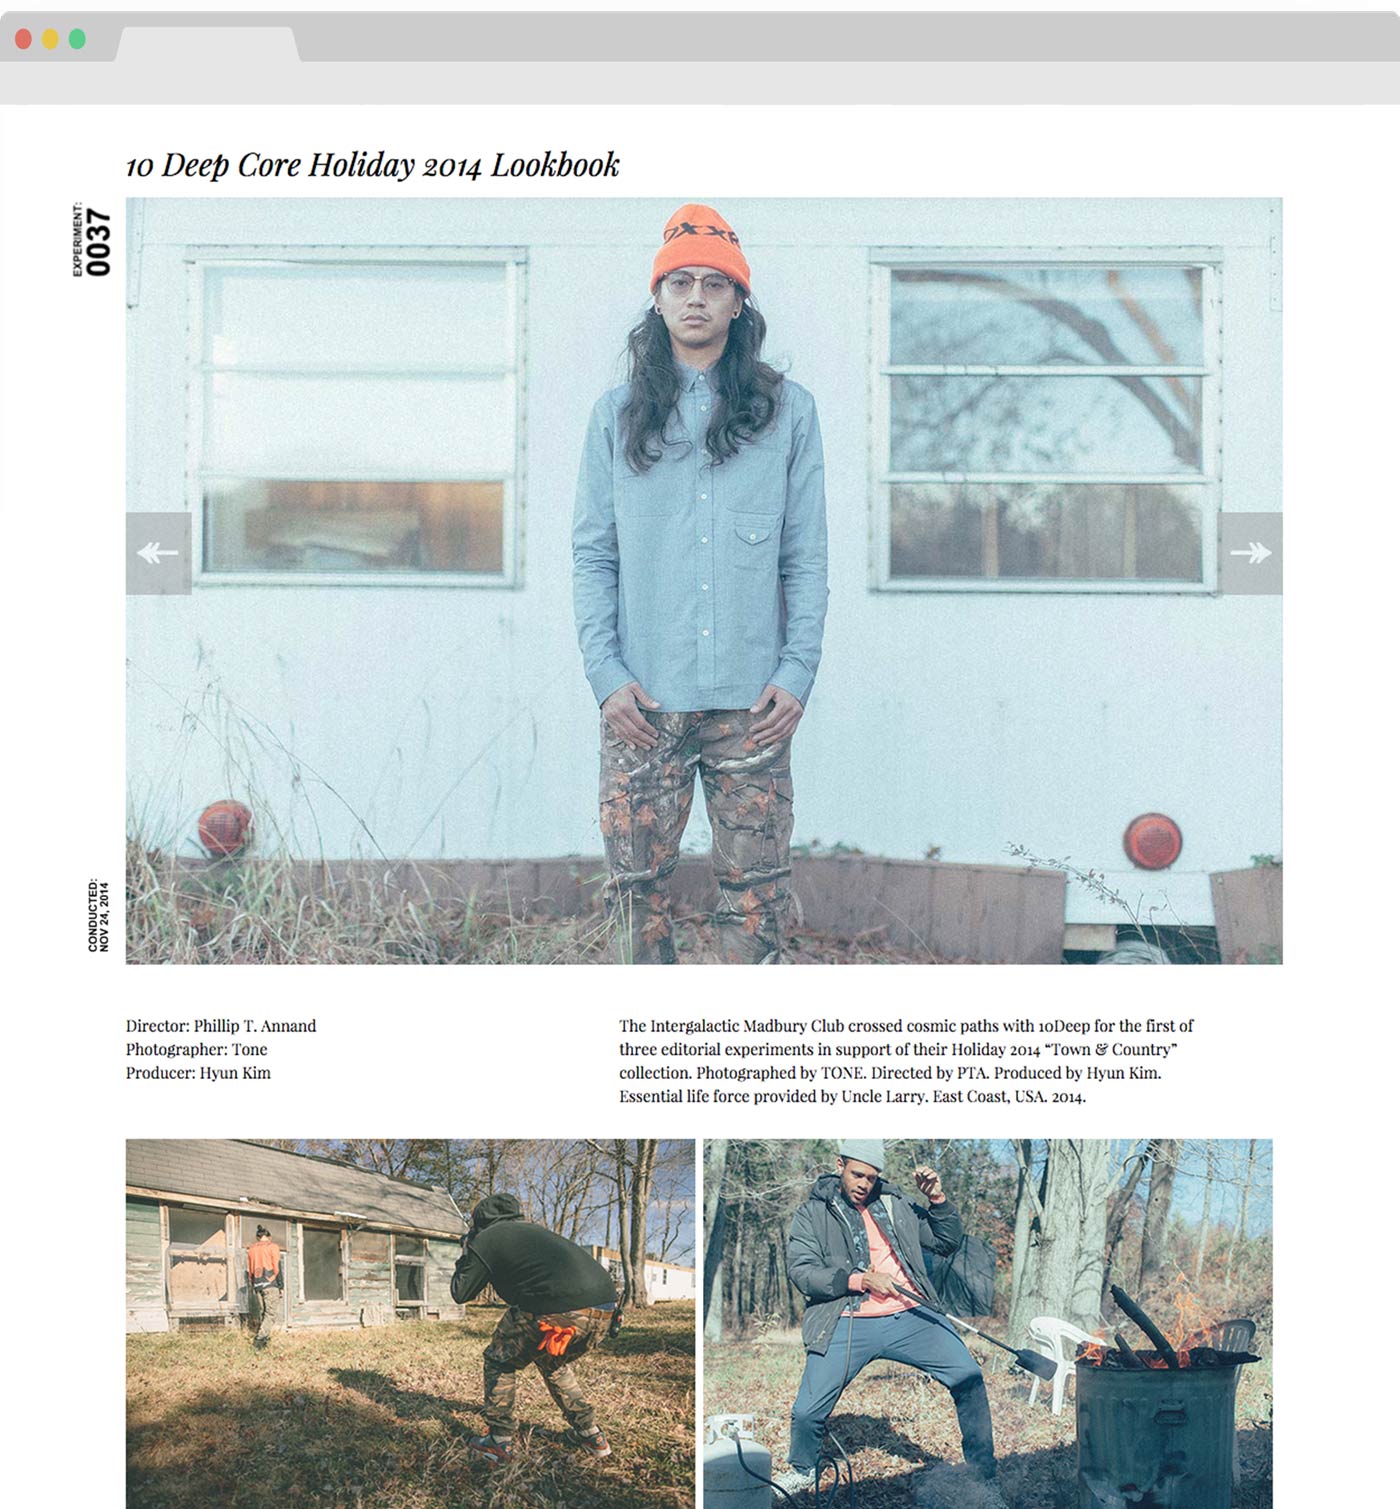 10 Deep Core Holiday 2014 Lookbook
EXPERIMENT:
0037
CONDUCTED:
NOV 24, 2014
Director: Phillip T. Annand
Photographer: Tone
Producer: Hyun Kim
The Intergalactic Madbury Club crossed cosmic paths with 10Deep for the first of
three editorial experiments in support of their Holiday 2014 “Town & Country”
collection. Photographed by TONE. Directed by PTA. Produced by Hyun Kim.
Essential life force provided by Uncle Larry. East Coast, USA. 2014.